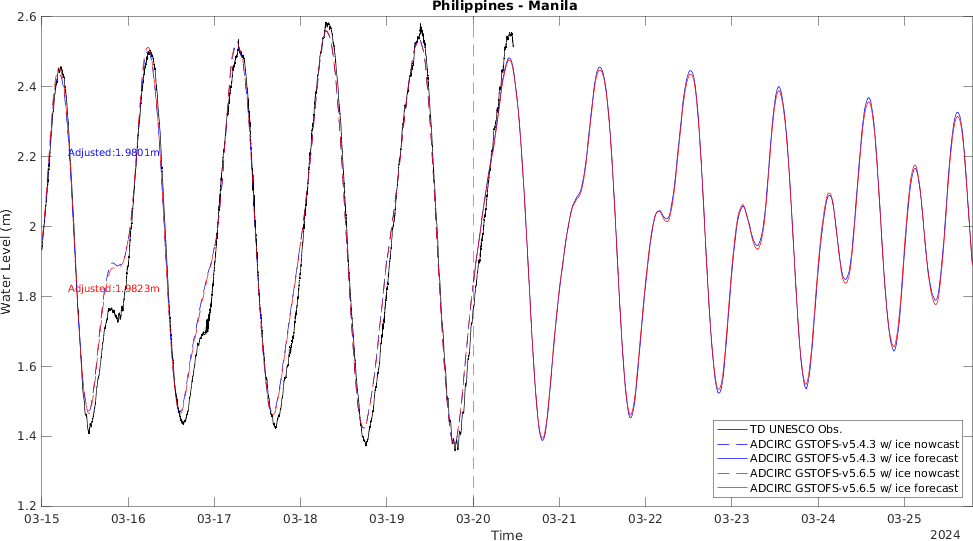 Philippines - Manila
2.6
2.4
2.2
2
1.8
1.6
1.4
1.2
Water Level (m)
Adjusted:1.9801m
Adjusted:1.9823m
TD UNESCO Obs.
ADCIRC GSTOFS-v5.4.3 w/ ice nowcast
ADCIRC GSTOFS-v5.4.3 w/ ice forecast
ADCIRC GSTOFS-v5.6.5 w/ ice nowcast
ADCIRC GSTOFS-v5.6.5 w/ ice forecast
03-15 03-16 03-17 03-18 03-19 03-20 03-21 03-22 03-23 03-24 03-25
Time
2024